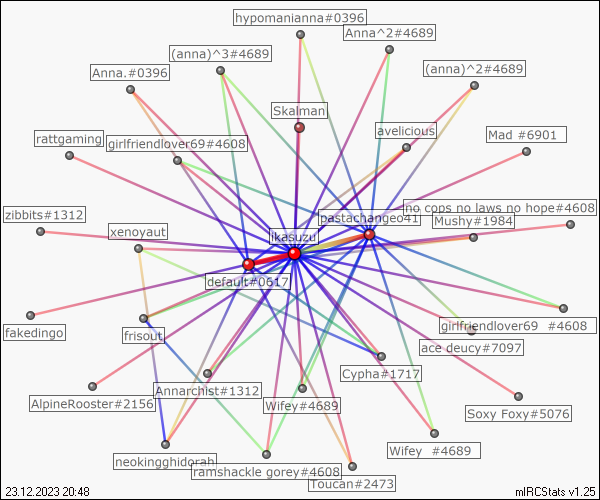 hypomanianna#0396
Anna^2#4689
(anna)^3#4689
(anna)^2#4689
Anna.#0396
Skalman
avelicious
Mad #6901
rattgaming
girlfriendlover69#4608
no cops no laws no hope#4608
zibbits#1312
pastachangeo41
Mushy#1984
xenoyaut
ikasuzu
default#0617
fakedingo
frisout
girlfriendlover69 #4608
ace deucy#7097
Cypha#1717
AlpineRooster#2156
Annarchist#1312
Wifey#4689
Soxy Foxy#5076
Wifey #4689
neokingghidorah
ramshackle gorey#4608
Toucan#2473
23.12.2023 20:48
mIRCStats v1.25